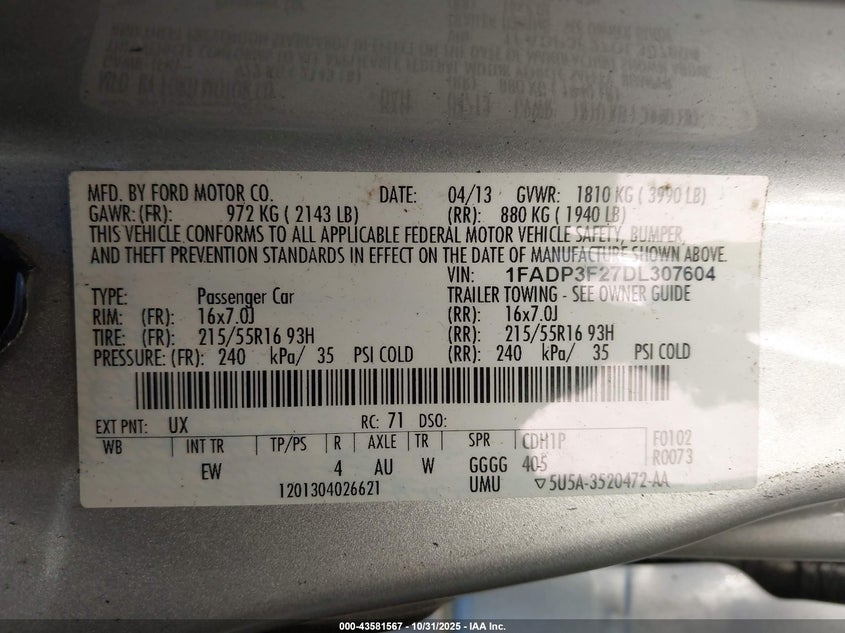 MFD. BY FORD MOTOR CO. DATE: 04/13 GVWR: 1810 KG ( 3990 LB)
GAWR: (FR): 972 KG ( 2143 LB) (RR): 880 KG ( 1940 LB)
THIS VEHICLE CONFORMS TO ALL APPLICABLE FEDERAL MOTOR VEHICLE SAFETY, BUMPER,
AND THEFT PREVENTION STANDARDS IN EFFECT ON THE DATE OF MANUFACTURE SHOWN ABOVE.
VIN: 1FADP3F27DL307604
TYPE: Passenger Car TRAILER TOWING - SEE OWNER GUIDE
RIM: (FR): 16x7.0J (RR): 16x7.0J
TIRE: (FR): 215/55R16 93H (RR): 215/55R16 93H
PRESSURE: (FR): 240 kPa/ 35 PSI COLD (RR): 240 kPa/ 35 PSI COLD
EXT PNT: UX RC: 71 DSO:
WB INT TR TP/PS R AXLE TR SPR CDH1P F0102
EW 4 AU W GGGG 405 R0073
1201304026621 UMU ▽5U5A-3520472-AA
000-43581567 - 10/31/2025 - IAA Inc.